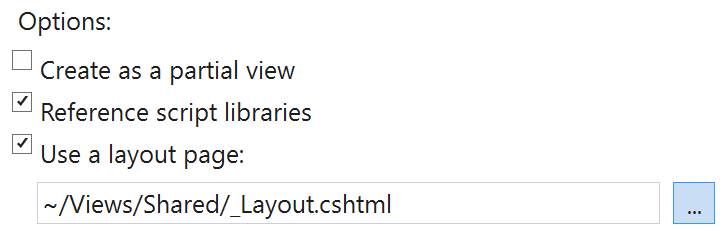 Options:
Create as a partial view
Reference script libraries
Use a layout page:
~/Views/Shared/_Layout.cshtml ...